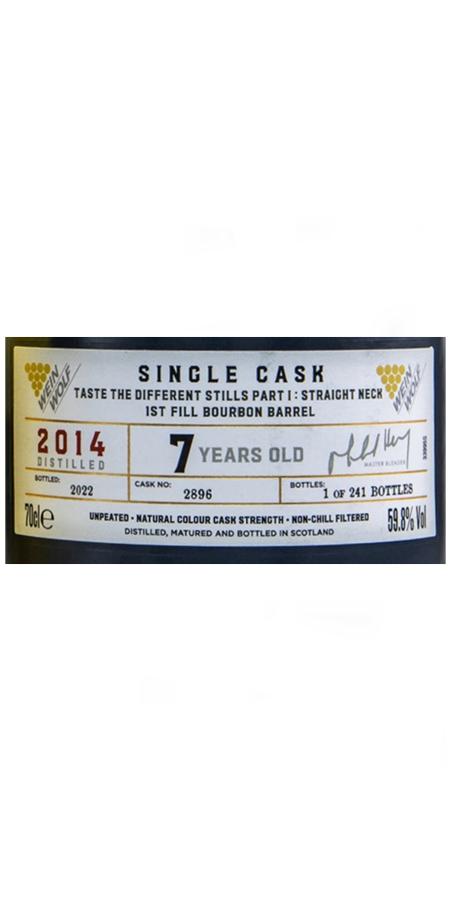 WEIN WOLF
SINGLE CASK
WEIN WOLF
TASTE THE DIFFERENT STILLS PART I : STRAIGHT NECK
1ST FILL BOURBON BARREL
2014
DISTILLED
7 YEARS OLD
MASTER BLENDER
BOTTLED:
2022
CASK NO:
2896
BOTTLES:
1 OF 241 BOTTLES
70cl e
UNPEATED • NATURAL COLOUR CASK STRENGTH • NON-CHILL FILTERED
DISTILLED, MATURED AND BOTTLED IN SCOTLAND
59.8% Vol